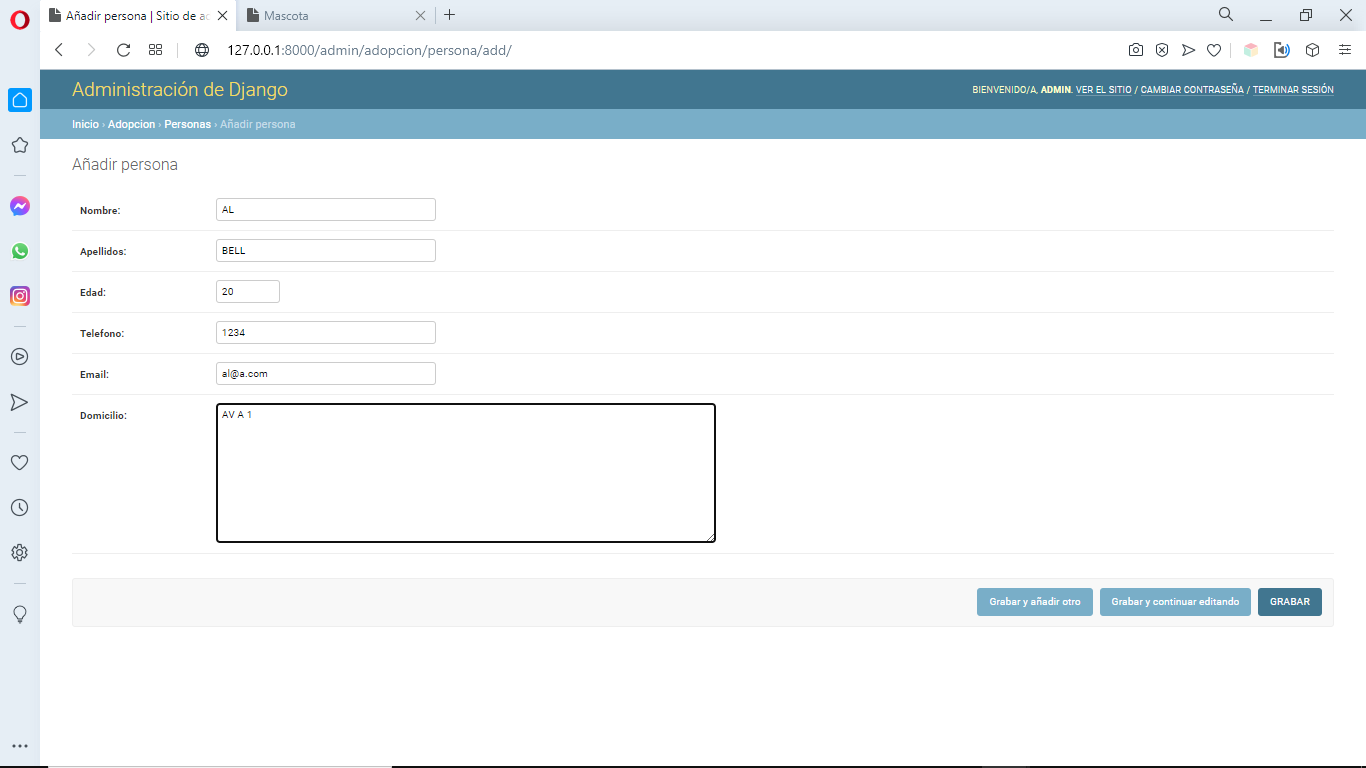 Añadir persona | Sitio de ac
Mascota
127.0.0.1:8000/admin/adopcion/persona/add/
Administración de Django
BIENVENIDO/A, ADMIN. VER EL SITIO / CAMBIAR CONTRASEÑA / TERMINAR SESIÓN
Inicio › Adopcion › Personas › Añadir persona
Añadir persona
Nombre: AL
Apellidos: BELL
Edad: 20
Telefono: 1234
Email: al@a.com
Domicilio: AV A 1
Grabar y añadir otro Grabar y continuar editando GRABAR